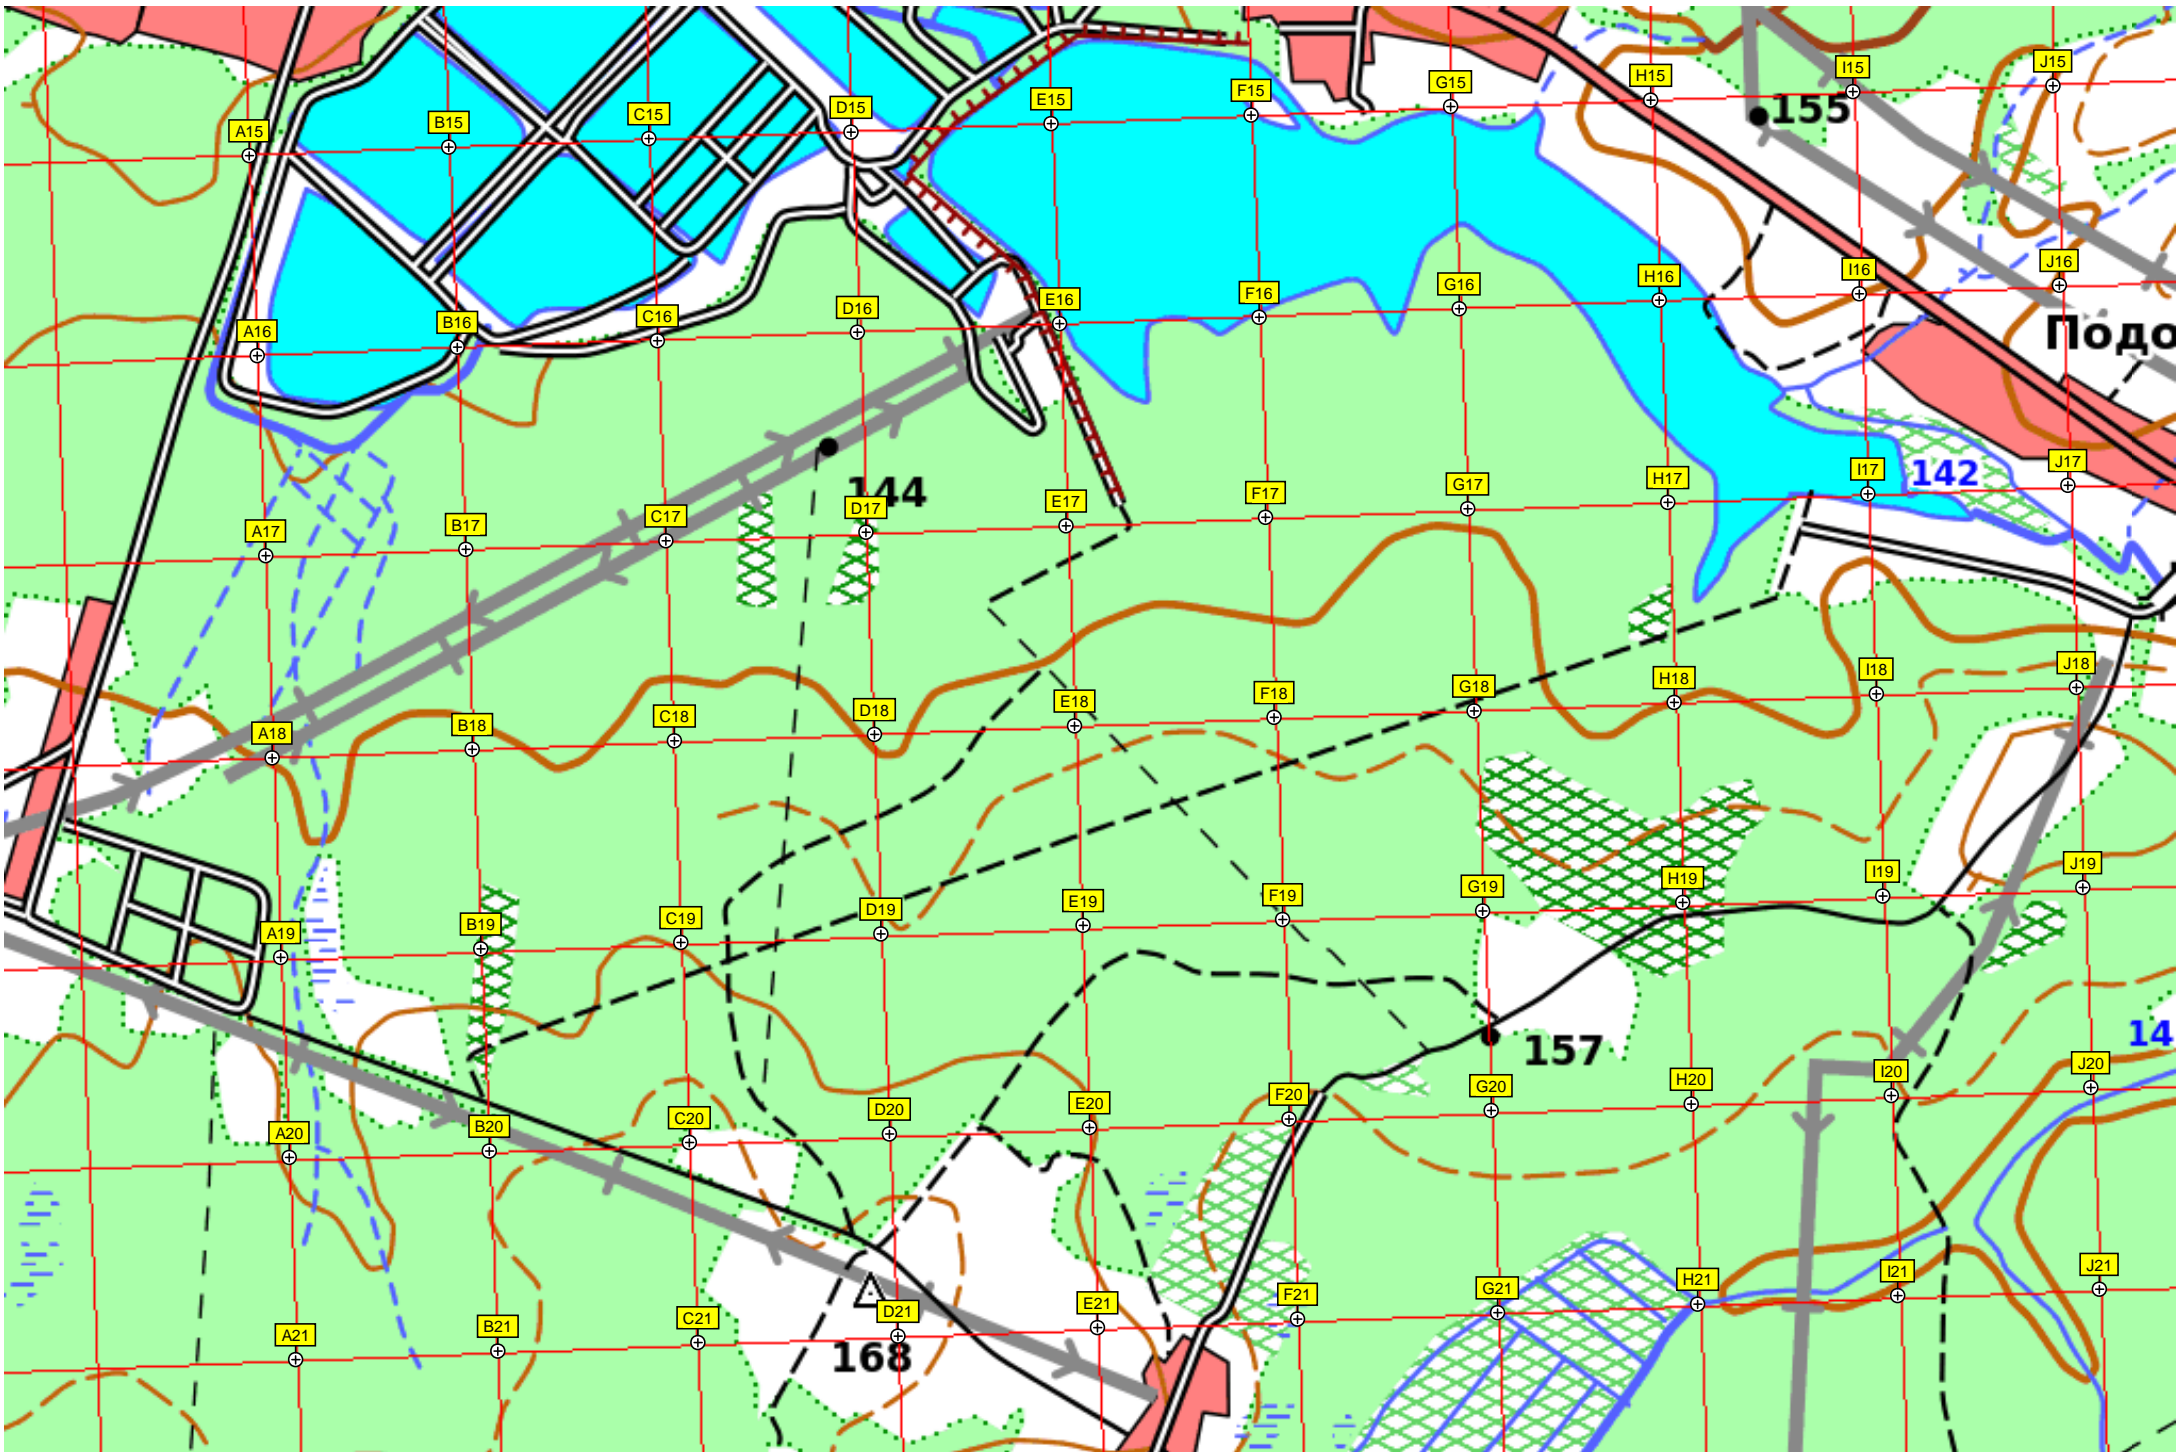 A15 B15 C15 D15 E15 F15 G15 H15 I15 J15
155
A16 B16 C16 D16 E16 F16 G16 H16 I16 J16
Подо
144
142
A17 B17 C17 D17 E17 F17 G17 H17 I17 J17
A18 B18 C18 D18 E18 F18 G18 H18 I18 J18
A19 B19 C19 D19 E19 F19 G19 H19 I19 J19
157
14
A20 B20 C20 D20 E20 F20 G20 H20 I20 J20
A21 B21 C21 D21 E21 F21 G21 H21 I21 J21
168